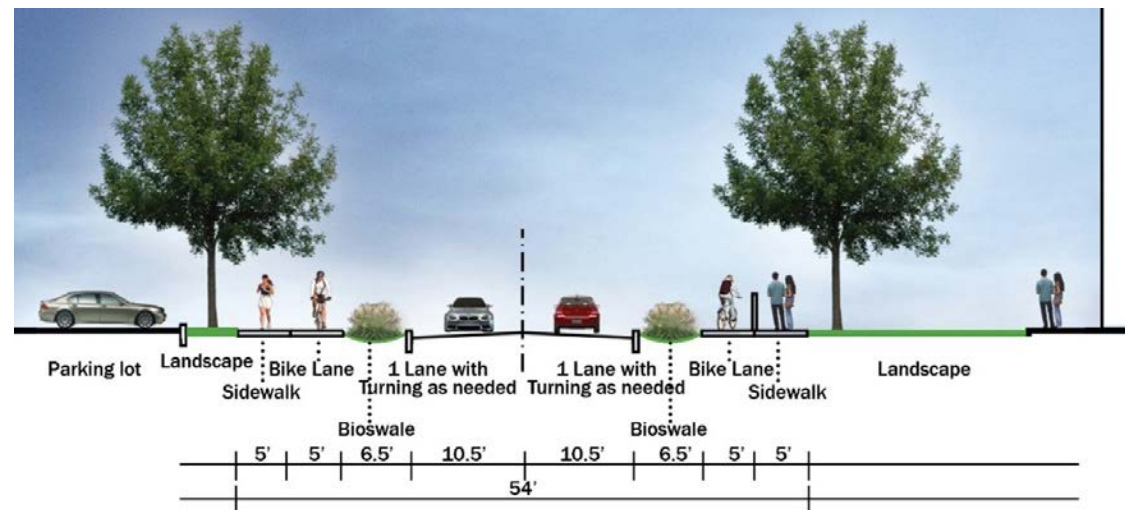 Parking lot
Landscape
Sidewalk
Bike Lane
Bioswale
1 Lane with
Turning as needed
1 Lane with
Turning as needed
Bioswale
Bike Lane
Sidewalk
Landscape
5' 5' 6.5' 10.5' 10.5' 6.5' 5' 5'
54'